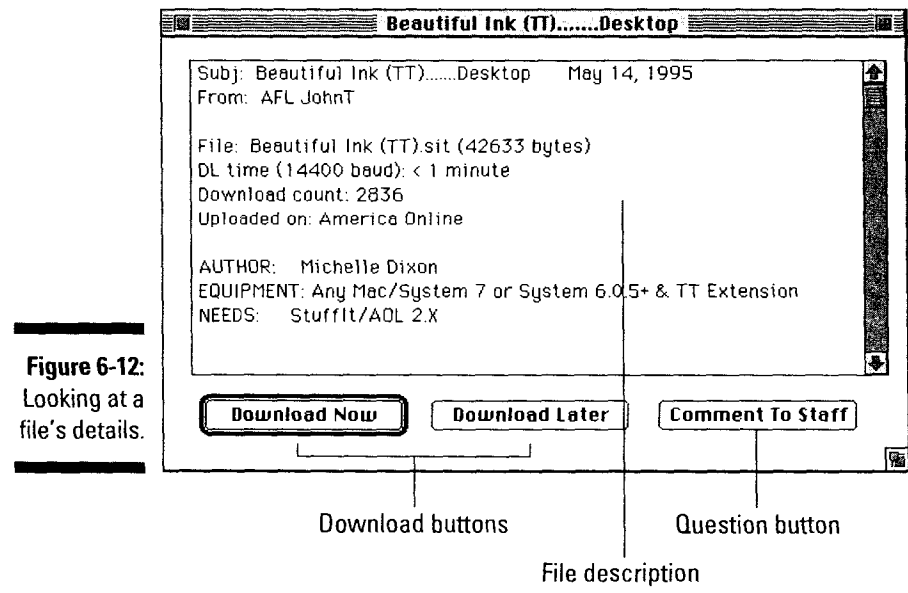 Beautiful Ink (TT).......Desktop
Subj: Beautiful Ink (TT)......Desktop May 14, 1995
From: AFL JohnT
File: Beautiful Ink (TT).sit (42633 bytes)
DL time (14400 baud): < 1 minute
Download count: 2836
Uploaded on: America Online
AUTHOR: Michelle Dixon
EQUIPMENT: Any Mac/System 7 or System 6.0.5+ & TT Extension
NEEDS: StuffIt/AOL 2.X
Download Now
Download Later
Comment To Staff
Figure 6-12:
Looking at a
file's details.
Download buttons
Question button
File description